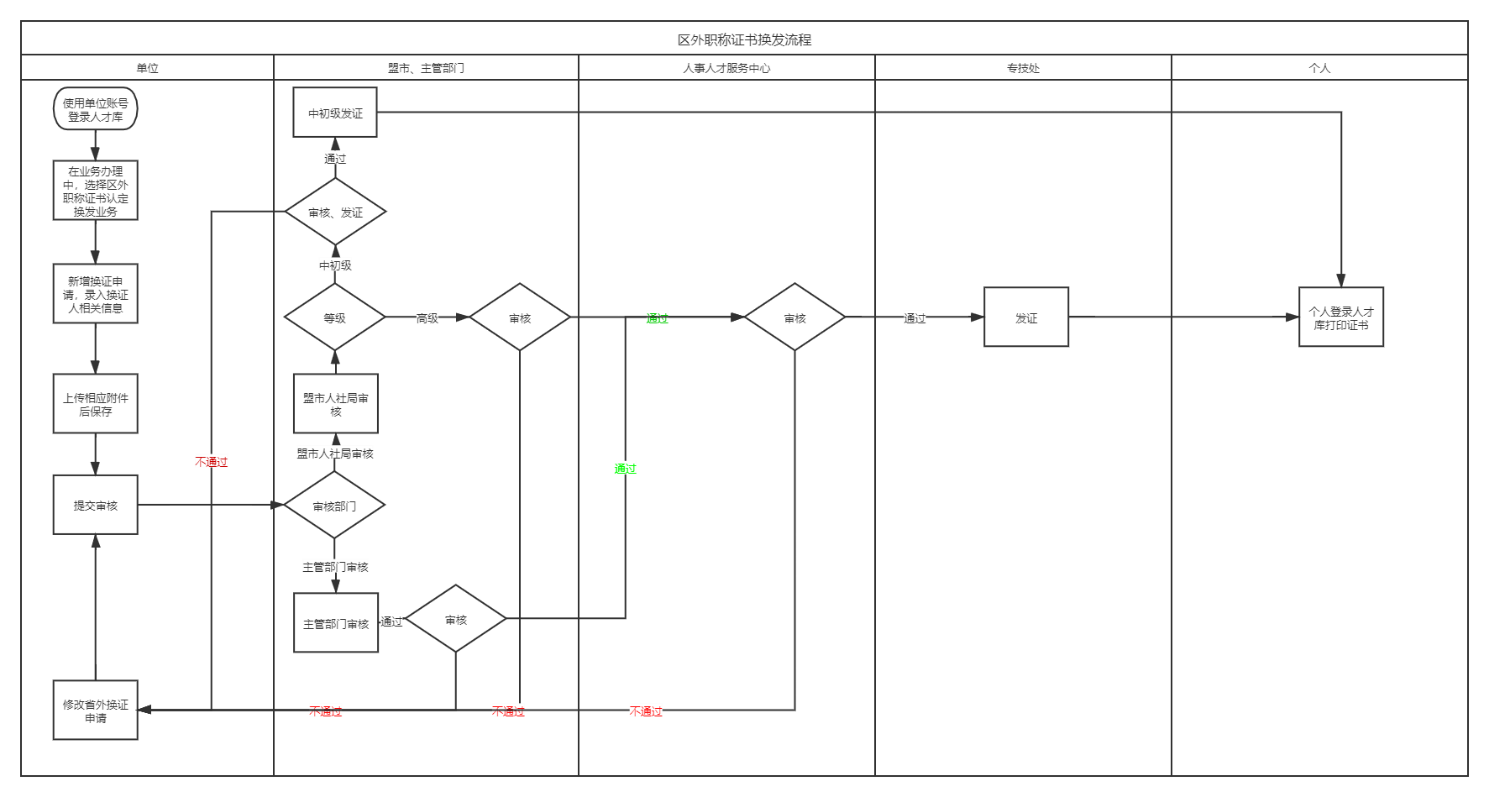 区外职称证书换发流程
单位
盟市、主管部门
人事人才服务中心
专技处
个人
使用单位账号
登录人才库
在业务办理
中，选择区外
职称证书认定
换发业务
新增换证申
请，录入换证
人相关信息
上传相应附件
后保存
提交审核
修改省外换证
申请
不通过
中初级发证
通过
审核、发证
中初级
等级
高级
审核
盟市人社局审
核
盟市人社局审核
审核部门
主管部门审核
主管部门审核
通过
审核
不通过
不通过
通过
通过
审核
不通过
通过
发证
个人登录人才
库打印证书